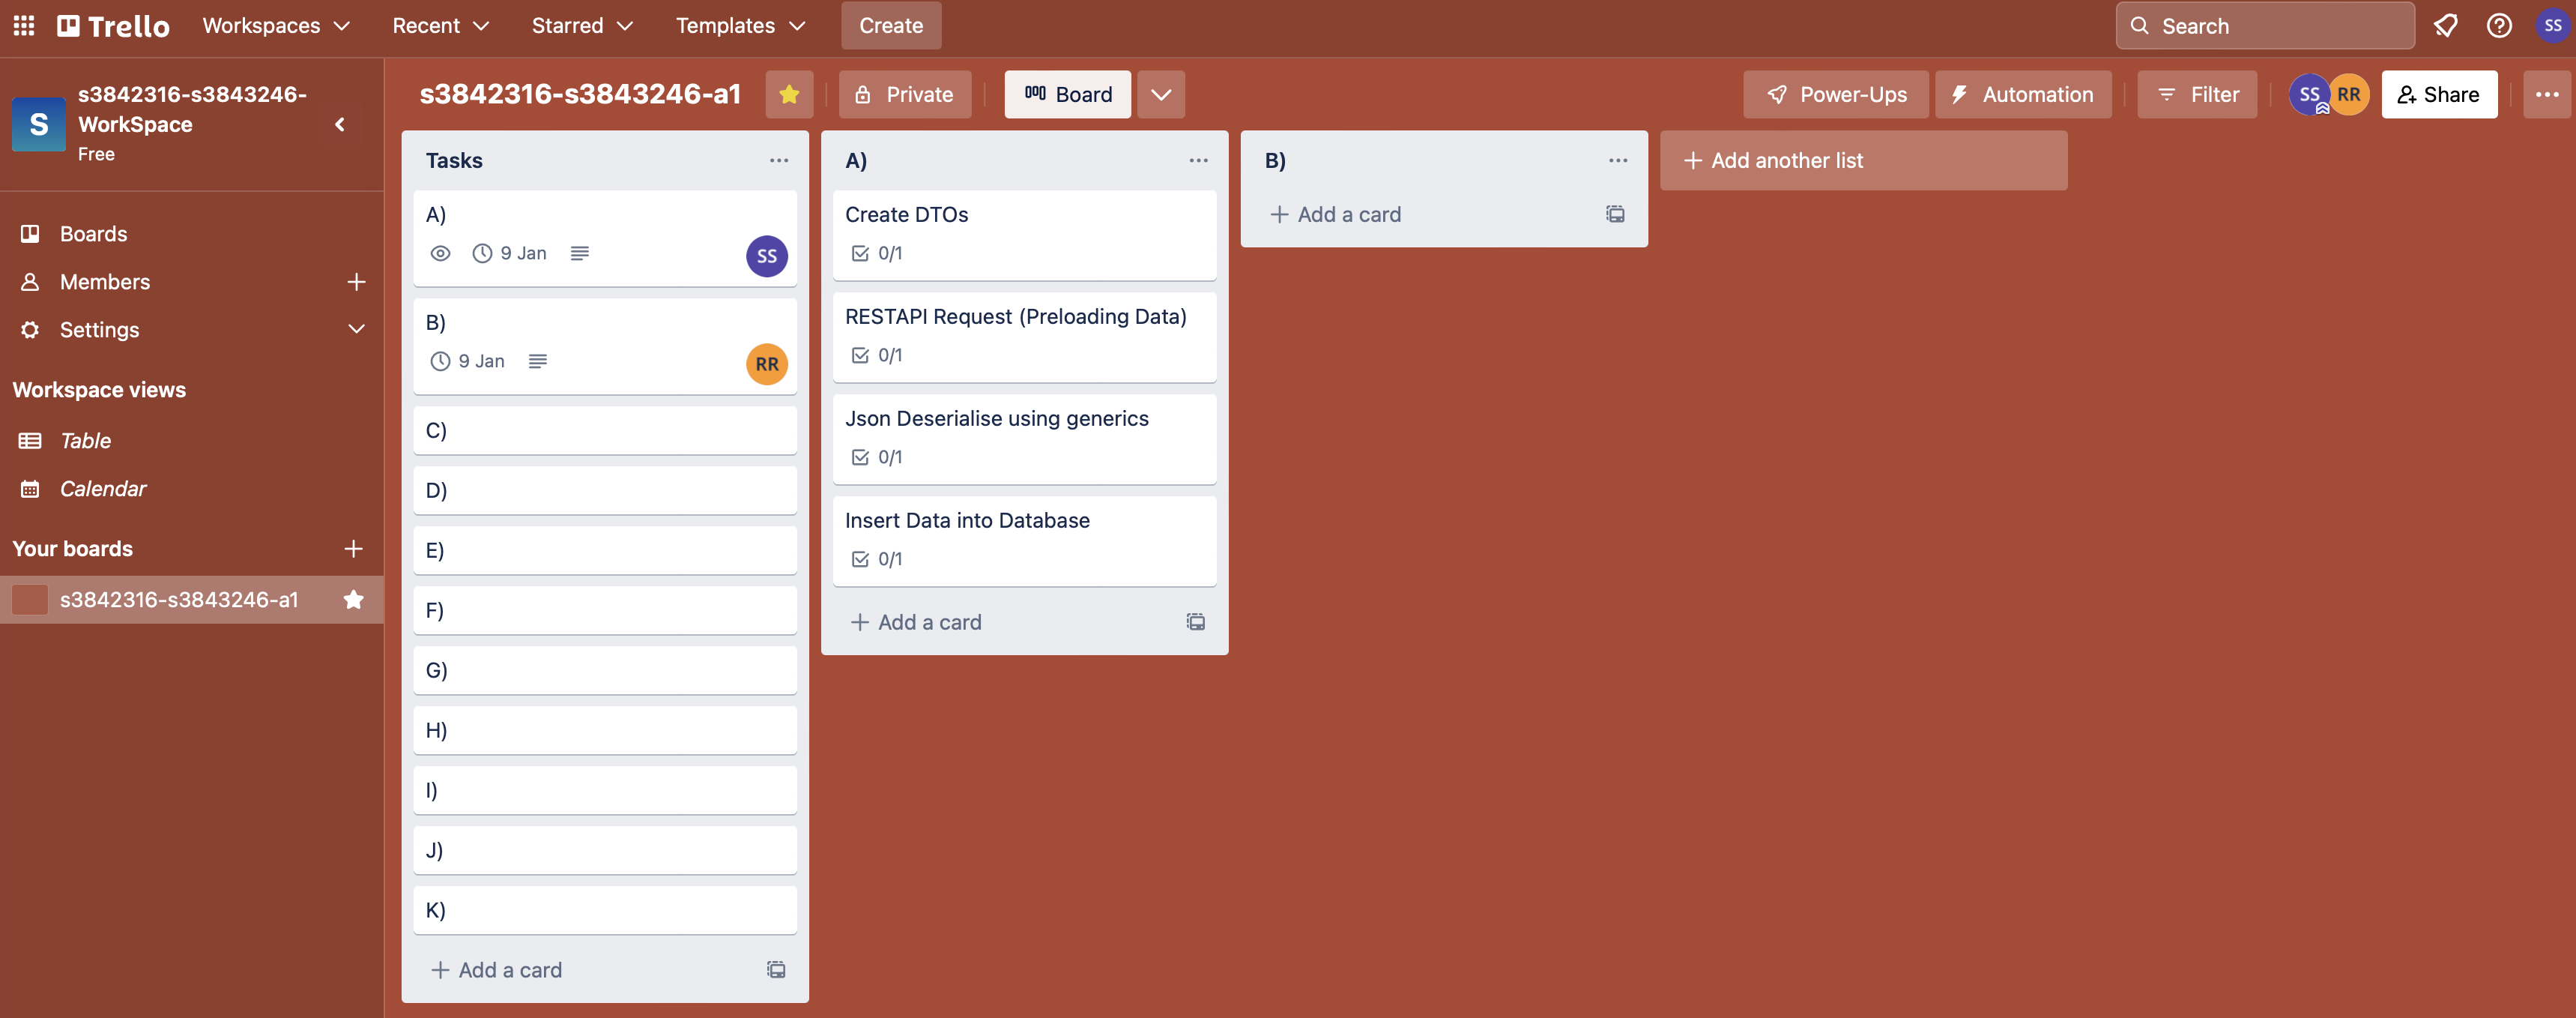 Trello Workspaces Recent Starred Templates Create Search SS
s3842316-s3843246-
WorkSpace
Free
S
Boards
Members
Settings
Workspace views
Table
Calendar
Your boards
s3842316-s3843246-a1
s3842316-s3843246-a1 Private Board Power-Ups Automation Filter SS RR Share
Tasks
A)
9 Jan SS
B)
9 Jan RR
C)
D)
E)
F)
G)
H)
I)
J)
K)
Add a card
A)
Create DTOs
0/1
RESTAPI Request (Preloading Data)
0/1
Json Deserialise using generics
0/1
Insert Data into Database
0/1
Add a card
B)
Add a card
Add another list